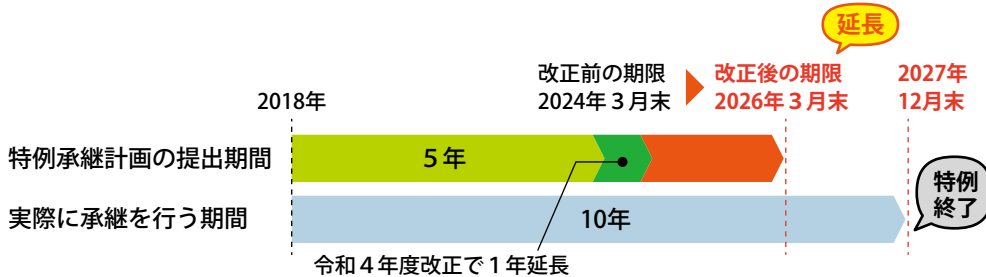 延長
改正前の期限
2024年3月末
改正後の期限
2026年3月末
2027年
12月末
2018年
特例承継計画の提出期間
5年
実際に承継を行う期間
10年
特例
終了
令和4年度改正で1年延長